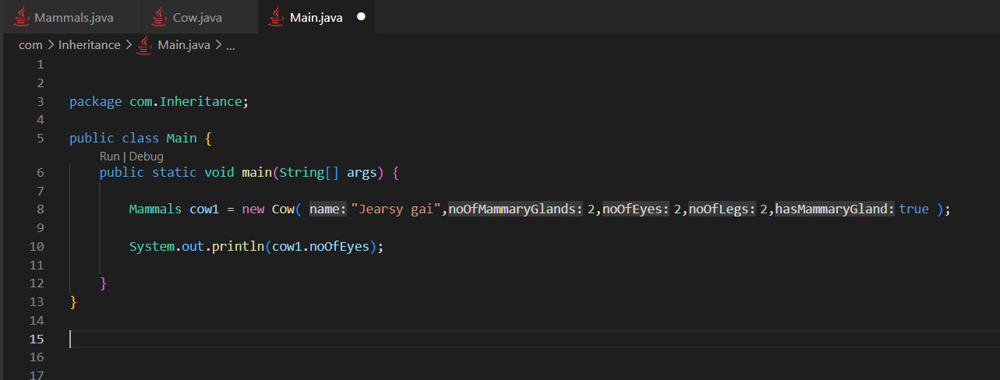 Mammals.java Cow.java Main.java
com > Inheritance > Main.java > ...
1
2
3 package com.Inheritance;
4
5 public class Main {
Run | Debug
6 public static void main(String[] args) {
7
8 Mammals cow1 = new Cow( name: "Jearsy gai",noOfMammaryGlands: 2,noOfEyes: 2,noOfLegs: 2,hasMammaryGland: true );
9
10 System.out.println(cow1.noOfEyes);
11
12 }
13 }
14
15
16
17